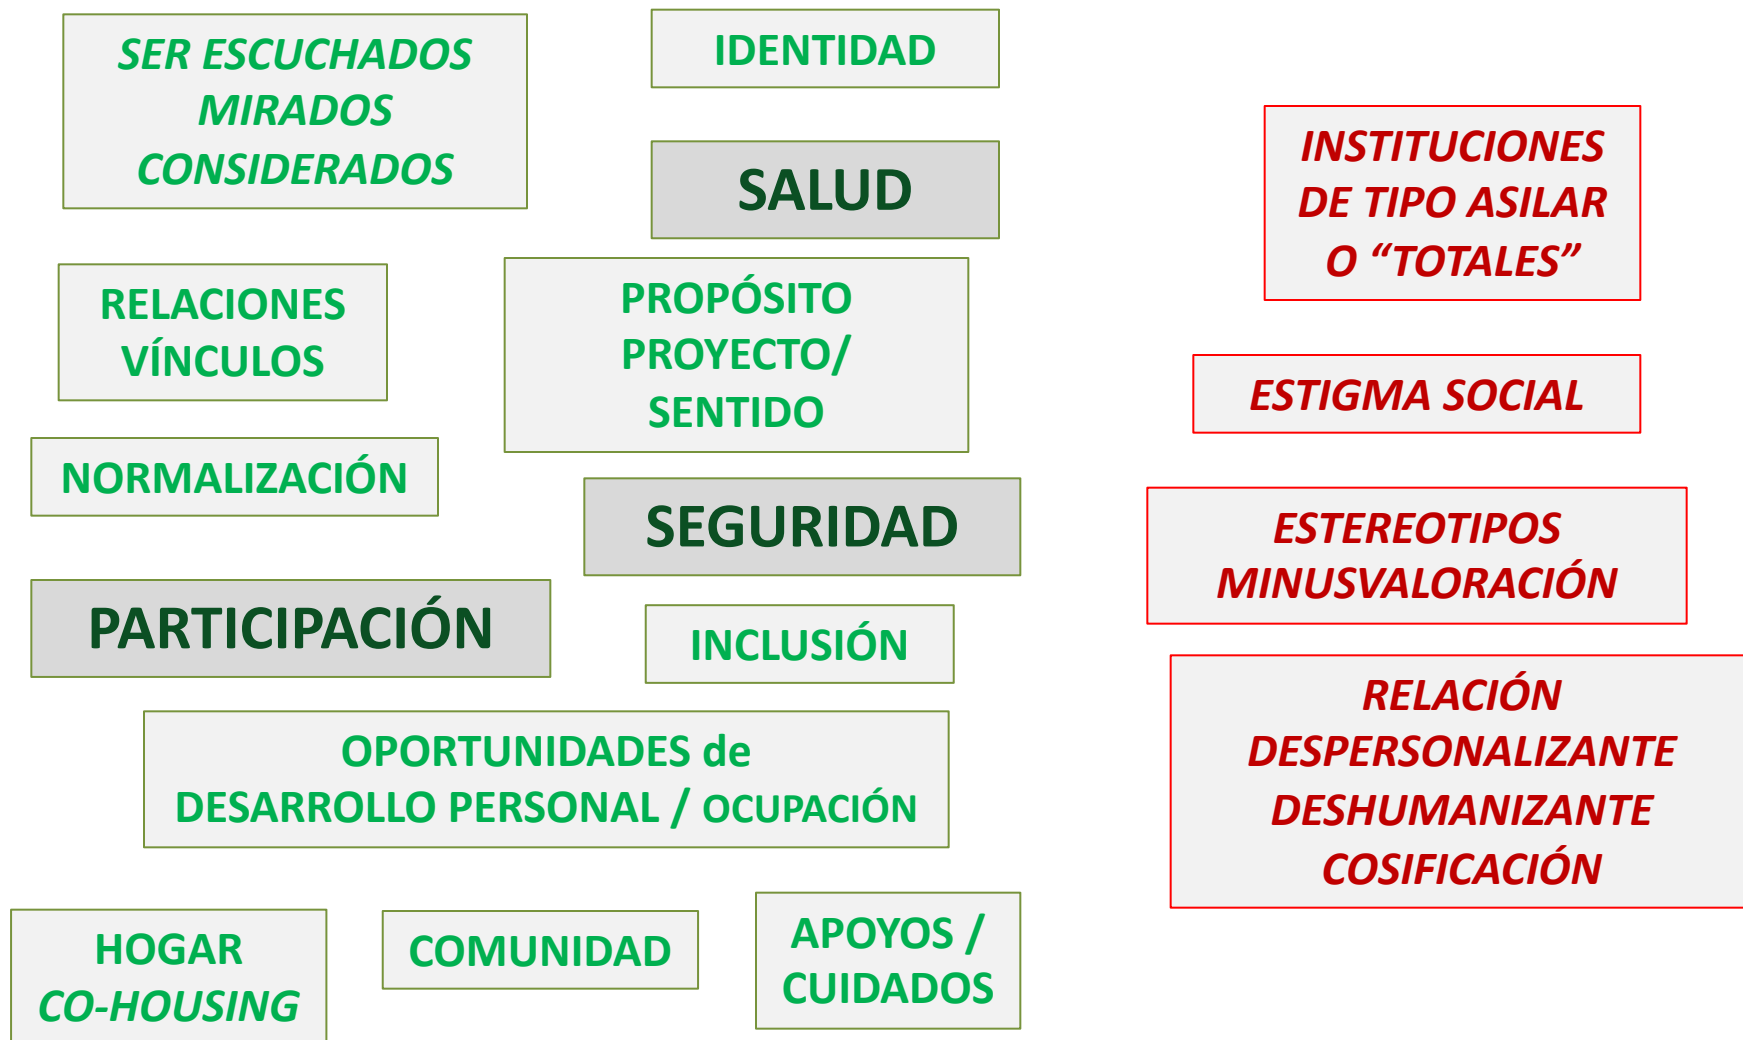 SER ESCUCHADOS
MIRADOS
CONSIDERADOS
IDENTIDAD
SALUD
RELACIONES
VÍNCULOS
PROPÓSITO
PROYECTO/
SENTIDO
NORMALIZACIÓN
SEGURIDAD
PARTICIPACIÓN
INCLUSIÓN
OPORTUNIDADES de
DESARROLLO PERSONAL / OCUPACIÓN
HOGAR
CO-HOUSING
COMUNIDAD
APOYOS /
CUIDADOS
INSTITUCIONES
DE TIPO ASILAR
O “TOTALES”
ESTIGMA SOCIAL
ESTEREOTIPOS
MINUSVALORACIÓN
RELACIÓN
DESPERSONALIZANTE
DESHUMANIZANTE
COSIFICACIÓN